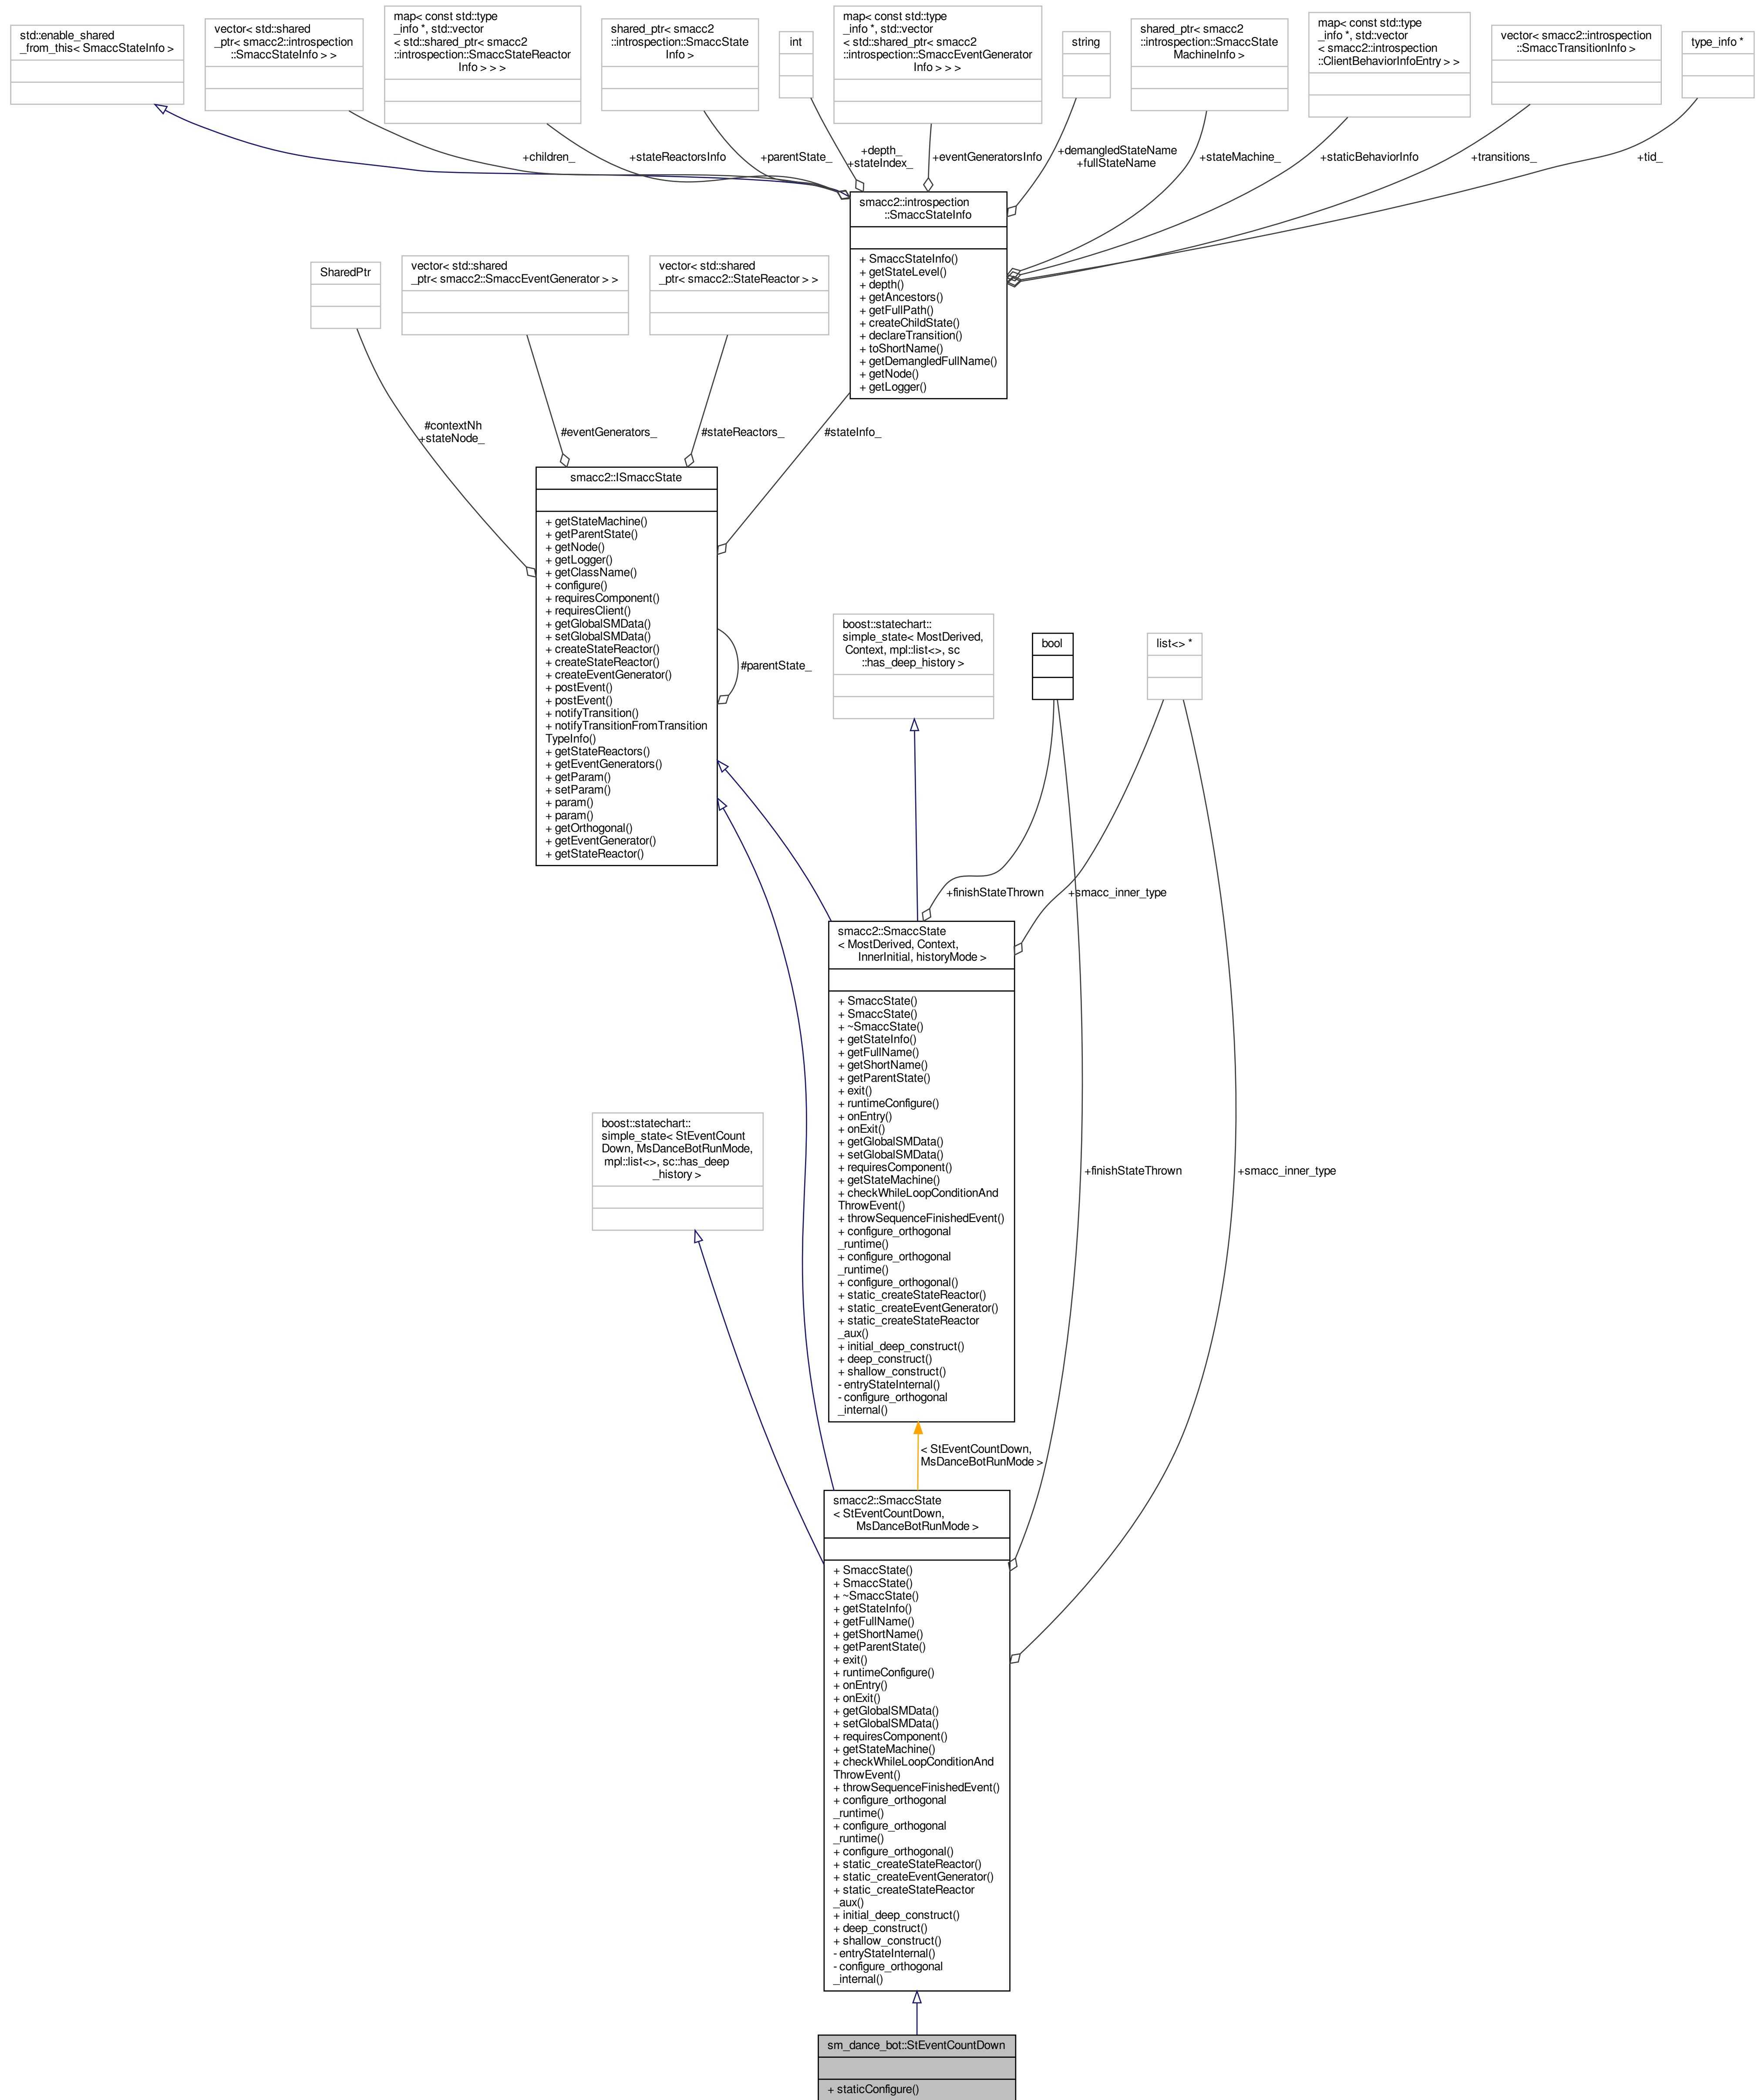 std::enable_shared
_from_this< SmaccStateInfo >
vector< std::shared
_ptr< smacc2::introspection
::SmaccStateInfo > >
map< const std::type
_info *, std::vector
< std::shared_ptr< smacc2
::introspection::SmaccStateReactor
Info > > >
shared_ptr< smacc2
::introspection::SmaccState
Info >
int
map< const std::type
_info *, std::vector
< std::shared_ptr< smacc2
::introspection::SmaccEventGenerator
Info > > >
string
shared_ptr< smacc2
::introspection::SmaccState
MachineInfo >
map< const std::type
_info *, std::vector
< smacc2::introspection
::ClientBehaviorInfoEntry > >
vector< smacc2::introspection
::SmaccTransitionInfo >
type_info *
+children_
+stateReactorsInfo
+parentState_
+depth_
+stateIndex_
+eventGeneratorsInfo
+demangledStateName
+fullStateName
+stateMachine_
+staticBehaviorInfo
+transitions_
+tid_
smacc2::introspection
::SmaccStateInfo
+ SmaccStateInfo()
+ getStateLevel()
+ depth()
+ getAncestors()
+ getFullPath()
+ createChildState()
+ declareTransition()
+ toShortName()
+ getDemangledFullName()
+ getNode()
+ getLogger()
SharedPtr
vector< std::shared
_ptr< smacc2::SmaccEventGenerator > >
vector< std::shared
_ptr< smacc2::StateReactor > >
#contextNh
+stateNode_
#eventGenerators_
#stateReactors_
#stateInfo_
smacc2::ISmaccState
+ getStateMachine()
+ getParentState()
+ getNode()
+ getLogger()
+ getClassName()
+ configure()
+ requiresComponent()
+ requiresClient()
+ getGlobalSMData()
+ setGlobalSMData()
+ createStateReactor()
+ createStateReactor()
+ createEventGenerator()
+ postEvent()
+ postEvent()
+ notifyTransition()
+ notifyTransitionFromTransition
TypeInfo()
+ getStateReactors()
+ getEventGenerators()
+ getParam()
+ setParam()
+ param()
+ param()
+ getOrthogonal()
+ getEventGenerator()
+ getStateReactor()
#parentState_
boost::statechart::
simple_state< MostDerived,
Context, mpl::list<>, sc
::has_deep_history >
bool
list<> *
+finishStateThrown
+smacc_inner_type
smacc2::SmaccState
< MostDerived, Context,
InnerInitial, historyMode >
+ SmaccState()
+ SmaccState()
+ ~SmaccState()
+ getStateInfo()
+ getFullName()
+ getShortName()
+ getParentState()
+ exit()
+ runtimeConfigure()
+ onEntry()
+ onExit()
+ getGlobalSMData()
+ setGlobalSMData()
+ requiresComponent()
+ getStateMachine()
+ checkWhileLoopConditionAnd
ThrowEvent()
+ throwSequenceFinishedEvent()
+ configure_orthogonal
_runtime()
+ configure_orthogonal
_runtime()
+ configure_orthogonal()
+ static_createStateReactor()
+ static_createEventGenerator()
+ static_createStateReactor
_aux()
+ initial_deep_construct()
+ deep_construct()
+ shallow_construct()
- entryStateInternal()
- configure_orthogonal
_internal()
boost::statechart::
simple_state< StEventCount
Down, MsDanceBotRunMode,
mpl::list<>, sc::has_deep
_history >
+finishStateThrown
+smacc_inner_type
< StEventCountDown,
MsDanceBotRunMode >
smacc2::SmaccState
< StEventCountDown,
MsDanceBotRunMode >
+ SmaccState()
+ SmaccState()
+ ~SmaccState()
+ getStateInfo()
+ getFullName()
+ getShortName()
+ getParentState()
+ exit()
+ runtimeConfigure()
+ onEntry()
+ onExit()
+ getGlobalSMData()
+ setGlobalSMData()
+ requiresComponent()
+ getStateMachine()
+ checkWhileLoopConditionAnd
ThrowEvent()
+ throwSequenceFinishedEvent()
+ configure_orthogonal
_runtime()
+ configure_orthogonal
_runtime()
+ configure_orthogonal()
+ static_createStateReactor()
+ static_createEventGenerator()
+ static_createStateReactor
_aux()
+ initial_deep_construct()
+ deep_construct()
+ shallow_construct()
- entryStateInternal()
- configure_orthogonal
_internal()
sm_dance_bot::StEventCountDown
+ staticConfigure()